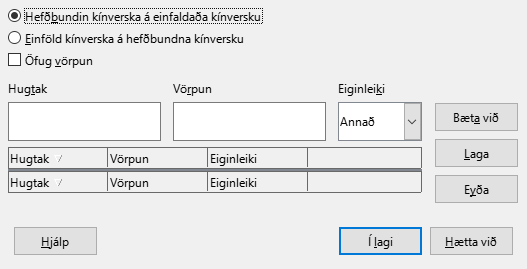 Hefðbundin kínverska á einfaldaða kínversku
Einföld kínverska á hefðbundna kínversku
Öfug vörpun
Hugtak Vörpun Eiginleiki
Annað Bæta við
Hugtak Vörpun Eiginleiki Laga
Hugtak Vörpun Eiginleiki Eyða
Hjálp Í lagi Hætta við